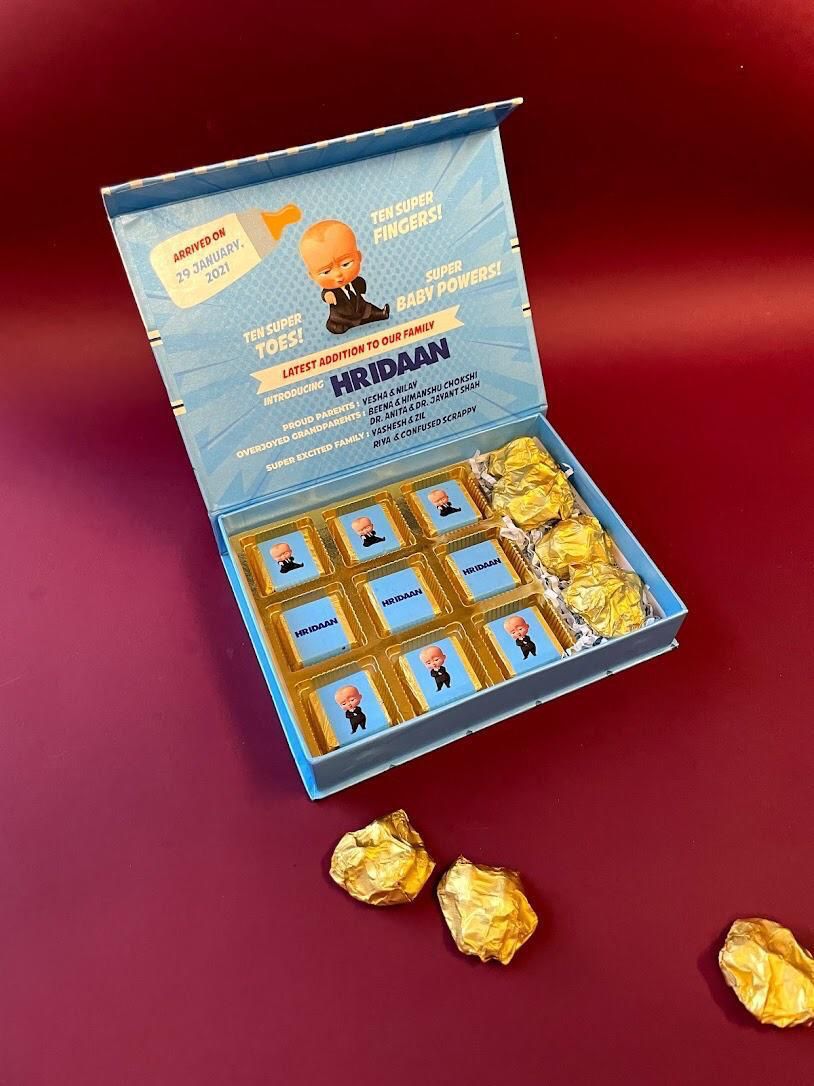 ARRIVED ON
29 JANUARY,
2021
TEN SUPER
FINGERS!
SUPER
BABY POWERS!
TEN SUPER
TOES!
LATEST ADDITION TO OUR FAMILY
INTRODUCING HRIDAAN
PROUD PARENTS: YESHA & NILAY
OVERJOYED GRANDPARENTS: BEENA & HIMANSHU CHOKSHI
DR. ANITA & DR. JAYANT SHAH
SUPER EXCITED FAMILY: YASHESH & ZIL
RIYA & CONFUSED SCRAPPY
HRIDAAN
HRIDAAN
HRIDAAN